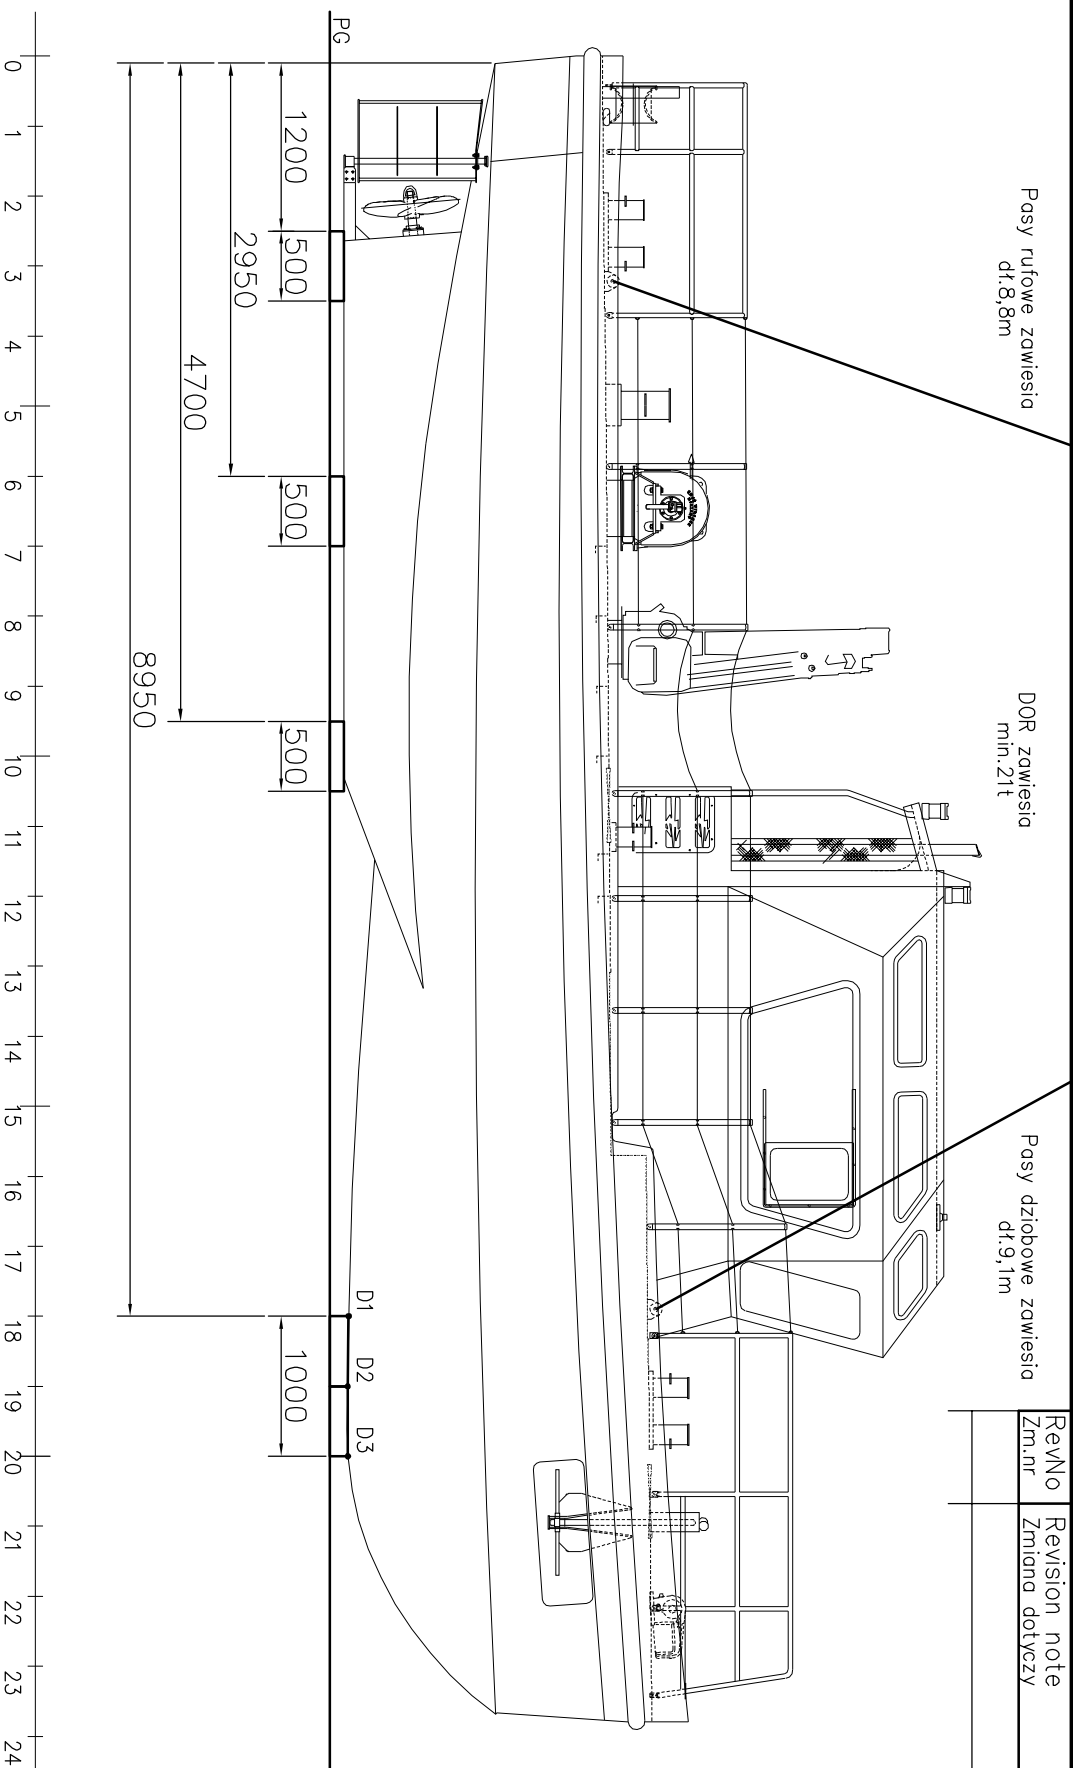 Pasy rufowe zawiesia
dł.8,8m
DOR zawiesia
min.21t
Pasy dziobowe zawiesia
dł.9,1m
RevNo
Zm.nr
Revision note
Zmiana dotyczy
PG
D1
D2
D3
1200
500
500
500
1000
2950
4700
8950
0 1 2 3 4 5 6 7 8 9 10 11 12 13 14 15 16 17 18 19 20 21 22 23 24